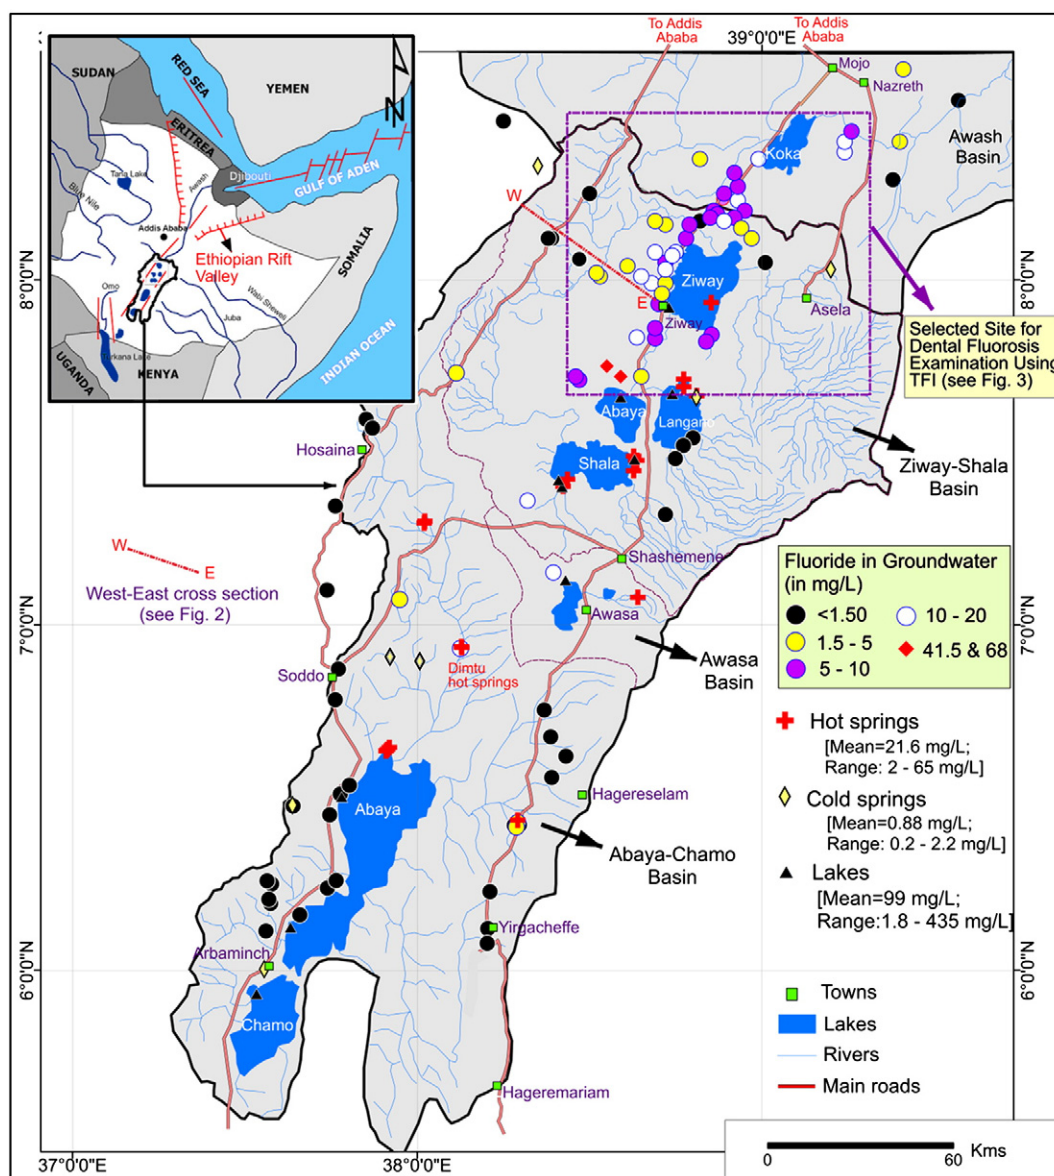 To Addis
Ababa
To Addis
Ababa
39°0'0"E
SUDAN
RED SEA
YEMEN
N
ERITREA
Djibouti
GULF OF ADEN
Tana Lake
Blue Nile
Awash
Addis Ababa
Ethiopian Rift
Valley
SOMALIA
Omo
Wabi Shewell
Juba
Turkana Lake
UGANDA
KENYA
INDIAN OCEAN
Mojo
Nazreth
Awash
Basin
Koka
W
8°0'0"N
8°0'0"N
Ziway
E
Ziway
Asela
Selected Site for
Dental Fluorosis
Examination Using
TFI (see Fig. 3)
Abaya
Langano
Hosaina
Shala
Ziway-Shala
Basin
W
E
West-East cross section
(see Fig. 2)
Shashemene
Fluoride in Groundwater
(in mg/L)
<1.50
10 - 20
1.5 - 5
41.5 & 68
5 - 10
7°0'0"N
7°0'0"N
Awasa
Awasa
Basin
Dimtu
hot springs
Soddo
Hot springs
[Mean=21.6 mg/L;
Range: 2 - 65 mg/L]
Cold springs
[Mean=0.88 mg/L;
Range: 0.2 - 2.2 mg/L]
Lakes
[Mean=99 mg/L;
Range:1.8 - 435 mg/L]
Abaya
Hagereselam
Abaya-Chamo
Basin
Yirgacheffe
Arbaminch
6°0'0"N
6°0'0"N
Chamo
Towns
Lakes
Rivers
Main roads
Hageremariam
0
60
Kms
37°0'0"E
38°0'0"E